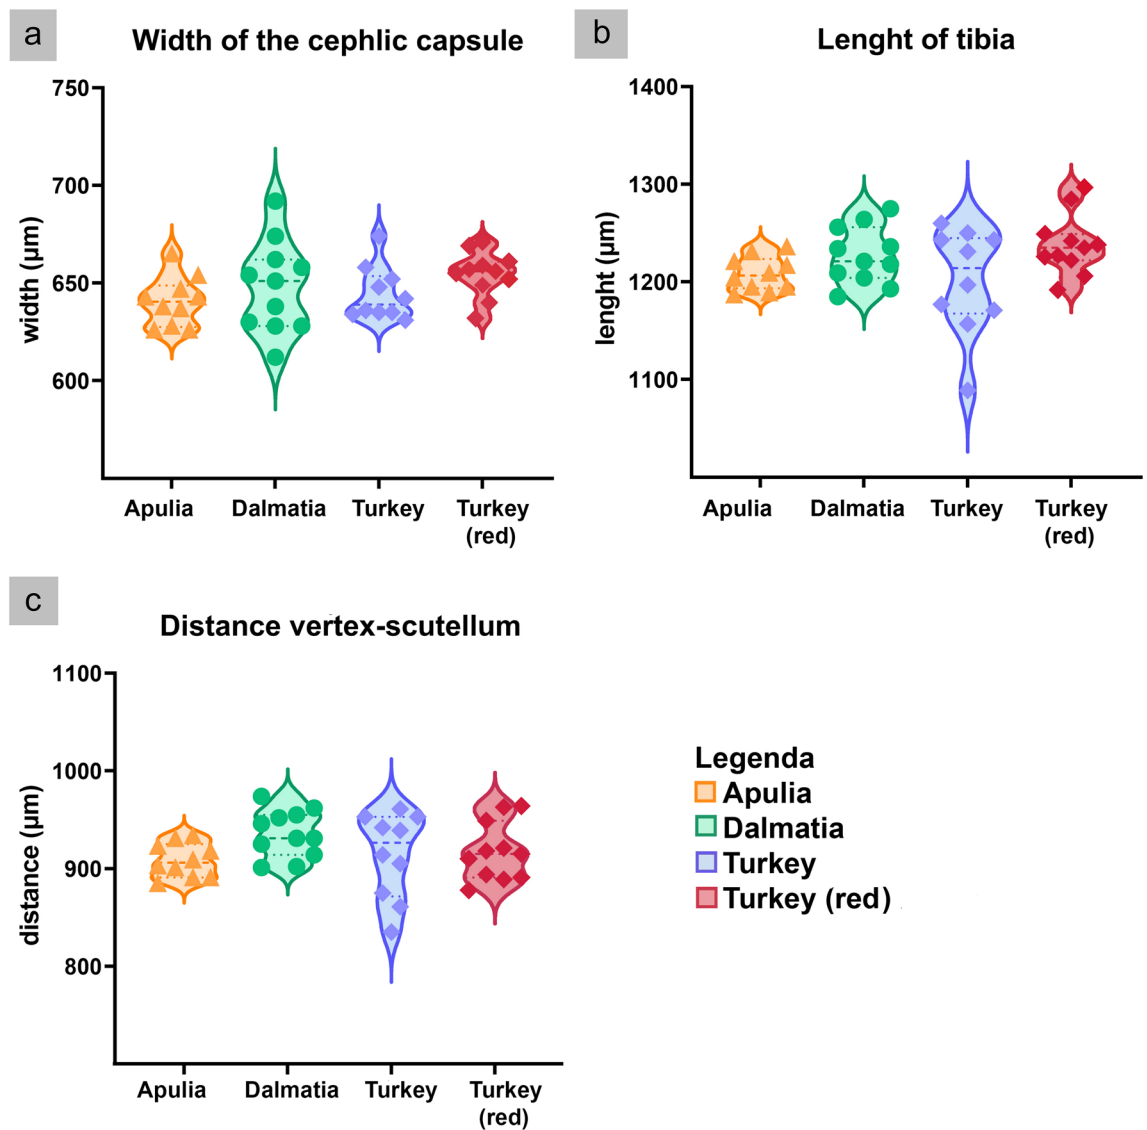 a
Width of the cephlic capsule
750
700
650
600
width (µm)
Apulia
Dalmatia
Turkey
Turkey
(red)
b
Lenght of tibia
1400
1300
1200
1100
lenght (µm)
Apulia
Dalmatia
Turkey
Turkey
(red)
c
Distance vertex-scutellum
1100
1000
900
800
distance (µm)
Apulia
Dalmatia
Turkey
Turkey
(red)
Legenda
Apulia
Dalmatia
Turkey
Turkey (red)